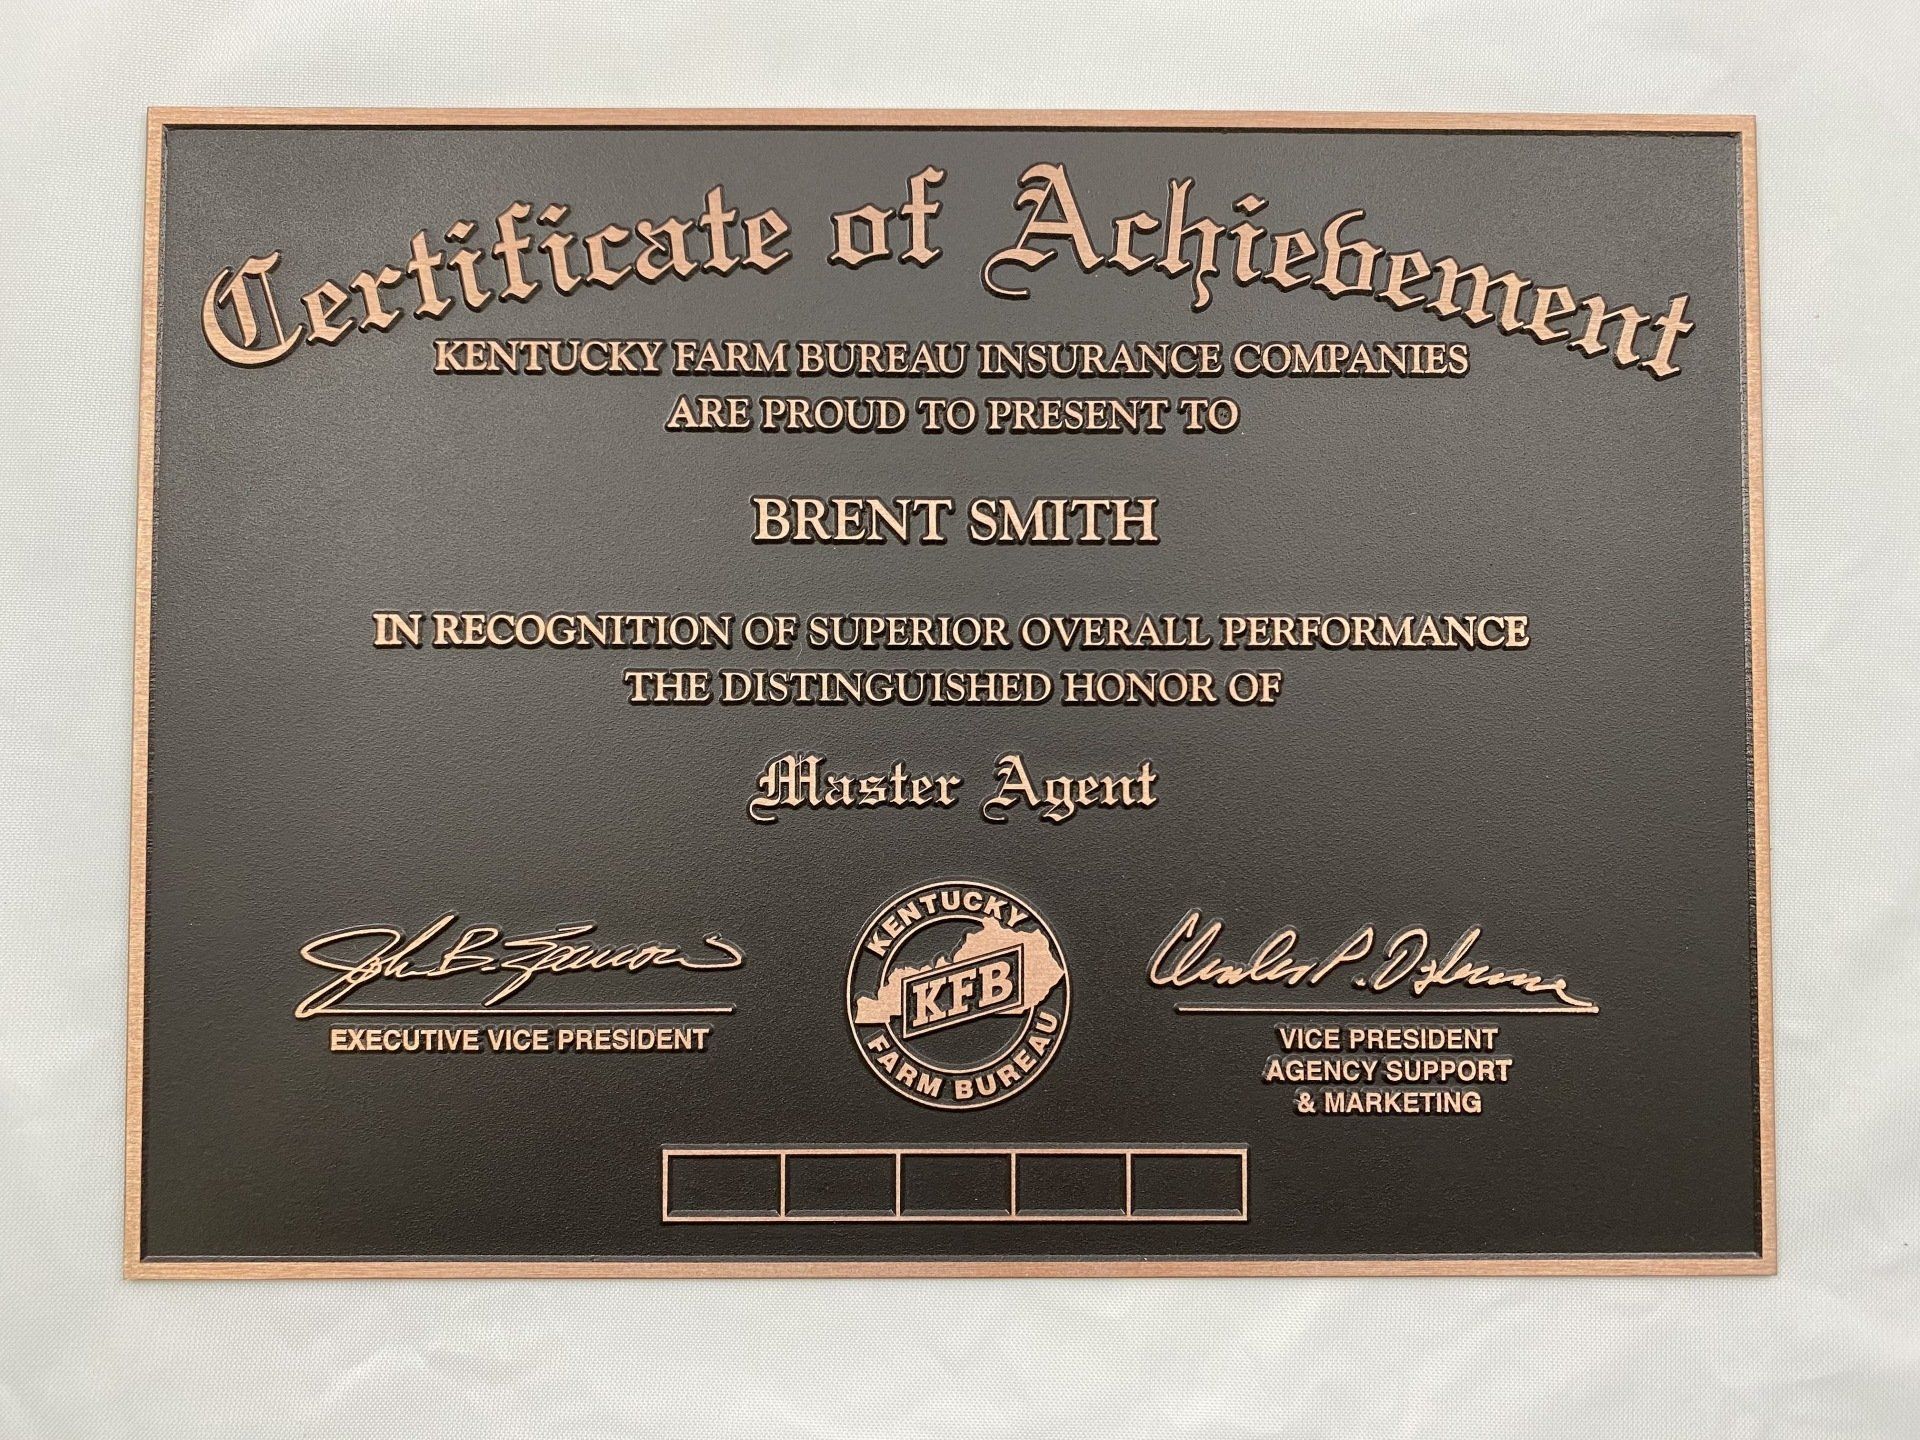 Certificate of Achievement
KENTUCKY FARM BUREAU INSURANCE COMPANIES
ARE PROUD TO PRESENT TO
BRENT SMITH
IN RECOGNITION OF SUPERIOR OVERALL PERFORMANCE
THE DISTINGUISHED HONOR OF
Master Agent
John B.
EXECUTIVE VICE PRESIDENT
KENTUCKY
KFB
FARM BUREAU
Charles P.
VICE PRESIDENT
AGENCY SUPPORT
& MARKETING